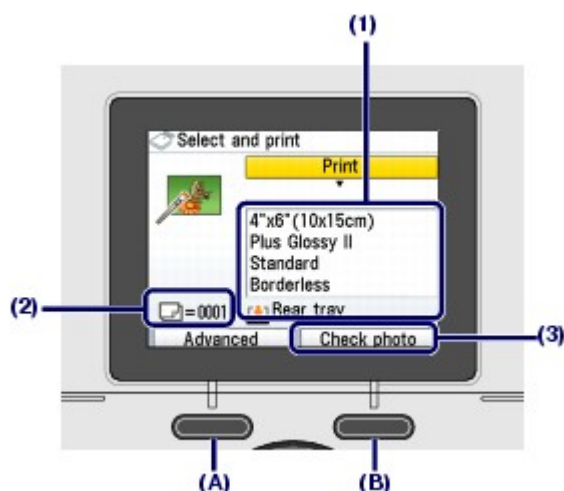 (1)
Select and print
Print
4"x6"(10x15cm)
Plus Glossy II
Standard
Borderless
(2)
=0001
Rear tray
(3)
Advanced
Check photo
(A)
(B)